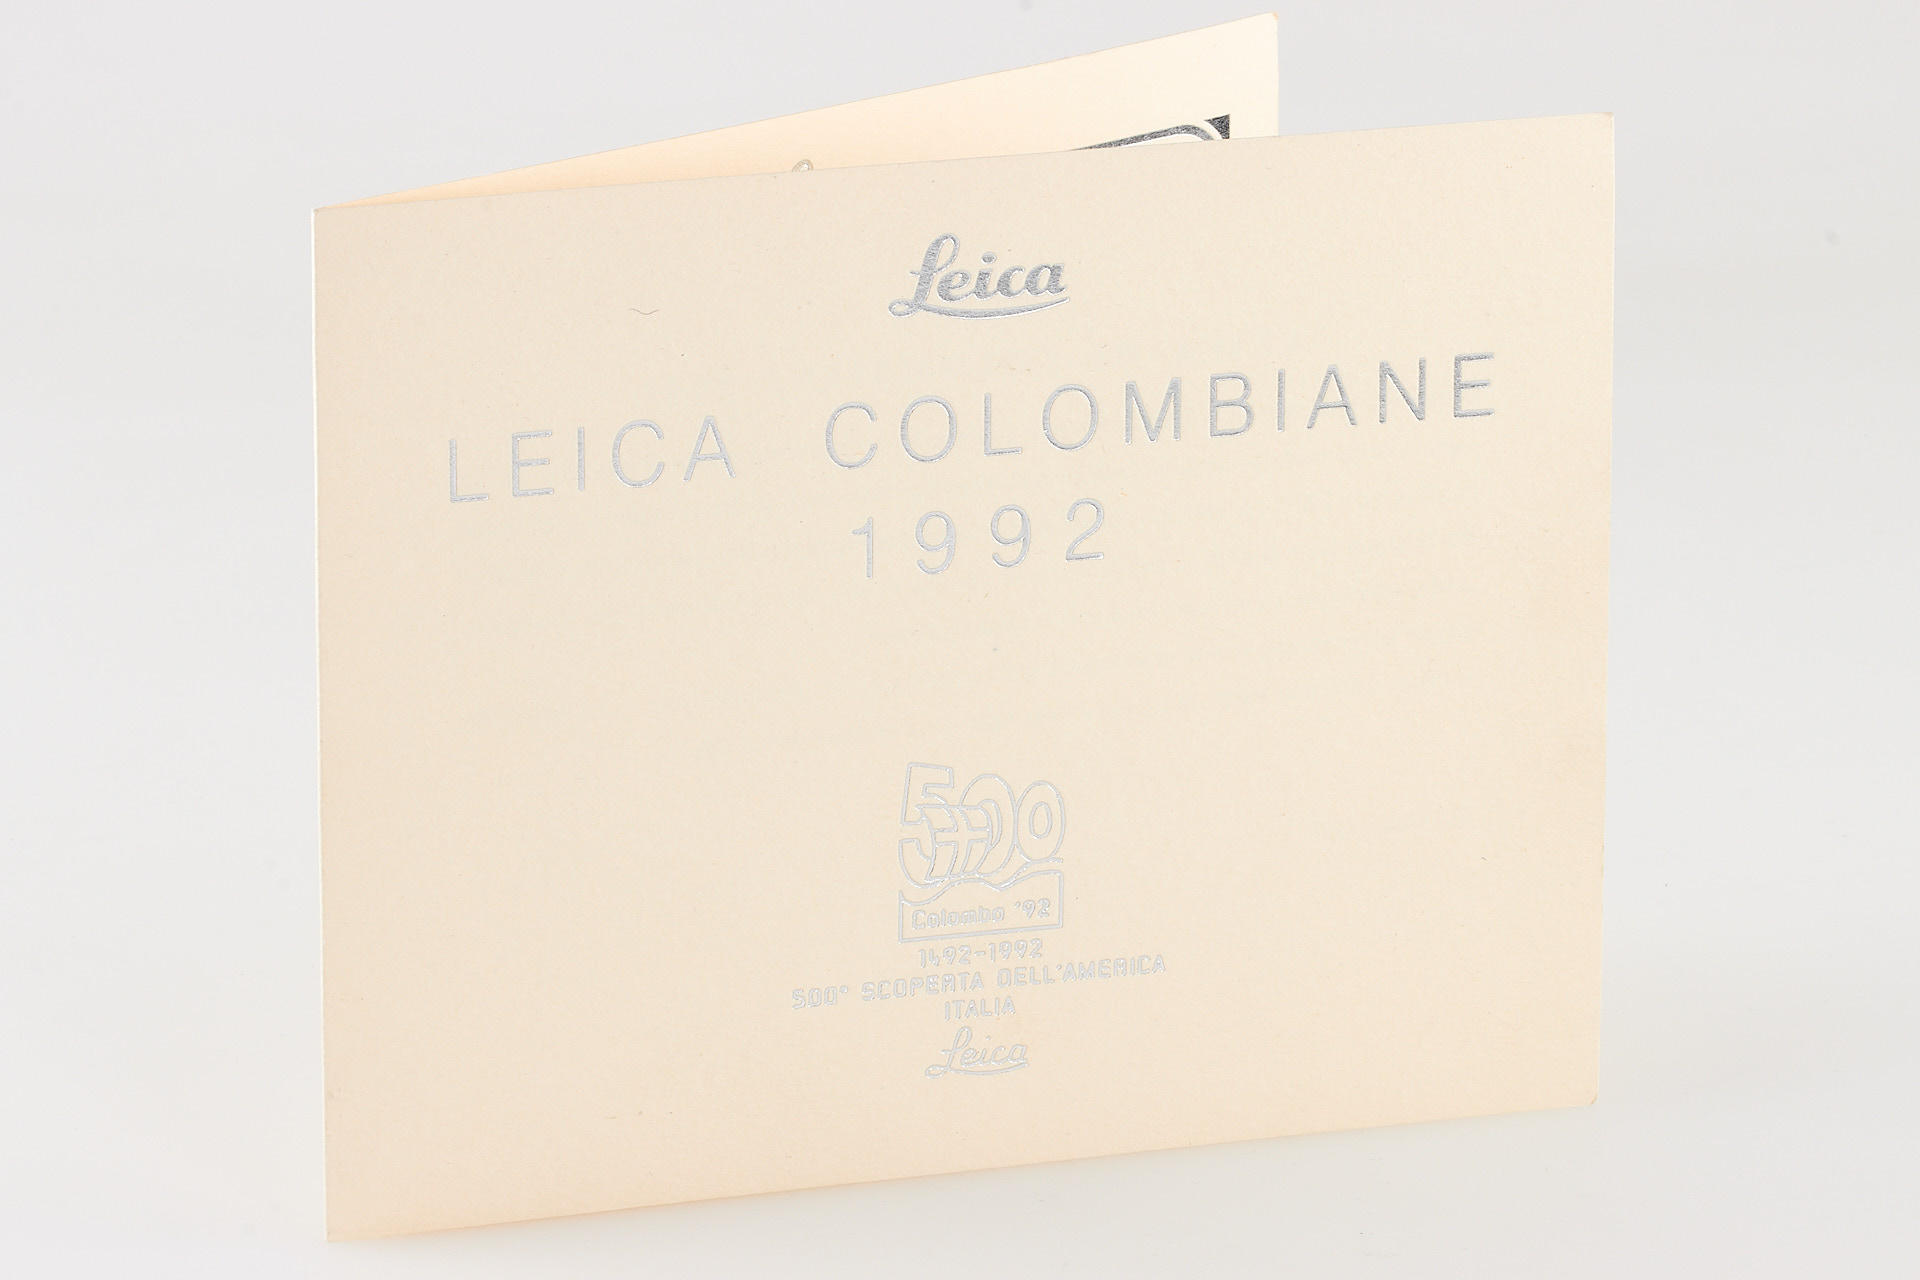 Leica
LEICA COLOMBIANE
1992
500
Colombo '92
1492-1992
500° SCOPERTA DELL'AMERICA
ITALIA
Leica